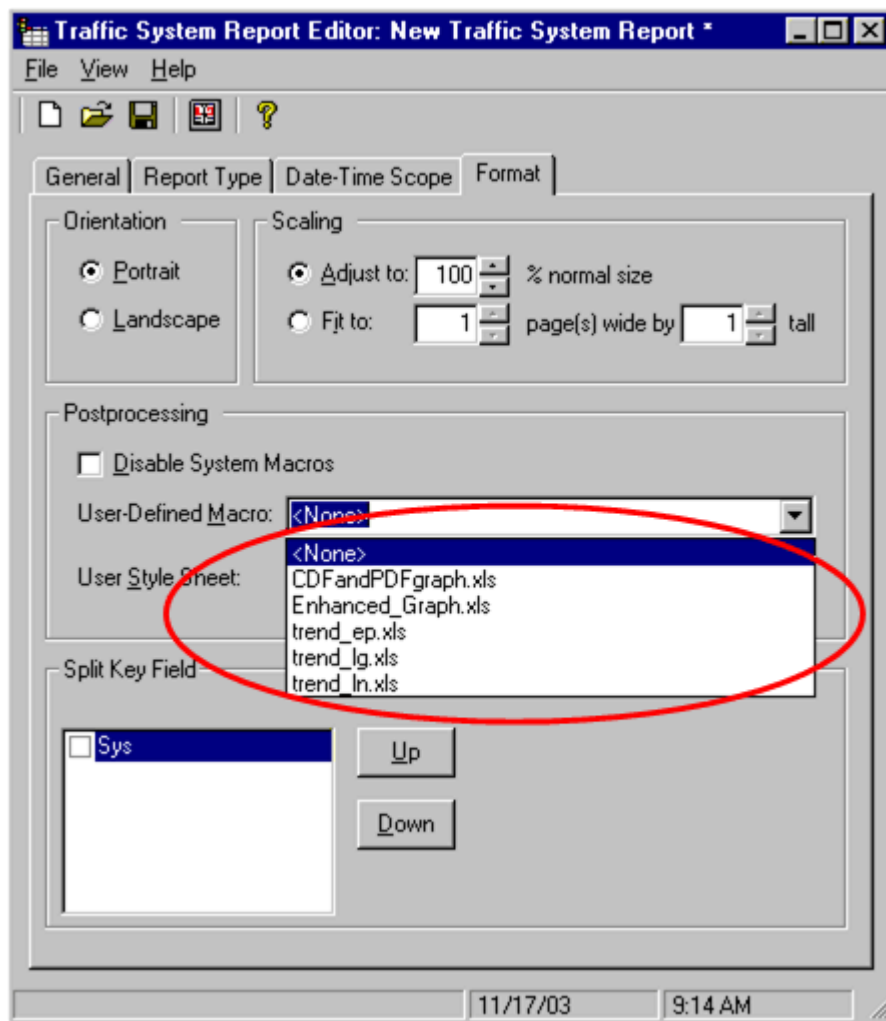 Traffic System Report Editor: New Traffic System Report *
File View Help
General Report Type Date-Time Scope Format
Orientation Scaling
Portrait Adjust to: 100 % normal size
Landscape Fit to: 1 page(s) wide by 1 tall
Postprocessing
Disable System Macros
User-Defined Macro: <None>
<None>
User Style Sheet: CDFandPDFgraph.xls
Enhanced_Graph.xls
trend_ep.xls
trend_lg.xls
trend_ln.xls
Split Key Field
Sys
Up
Down
11/17/03 9:14 AM